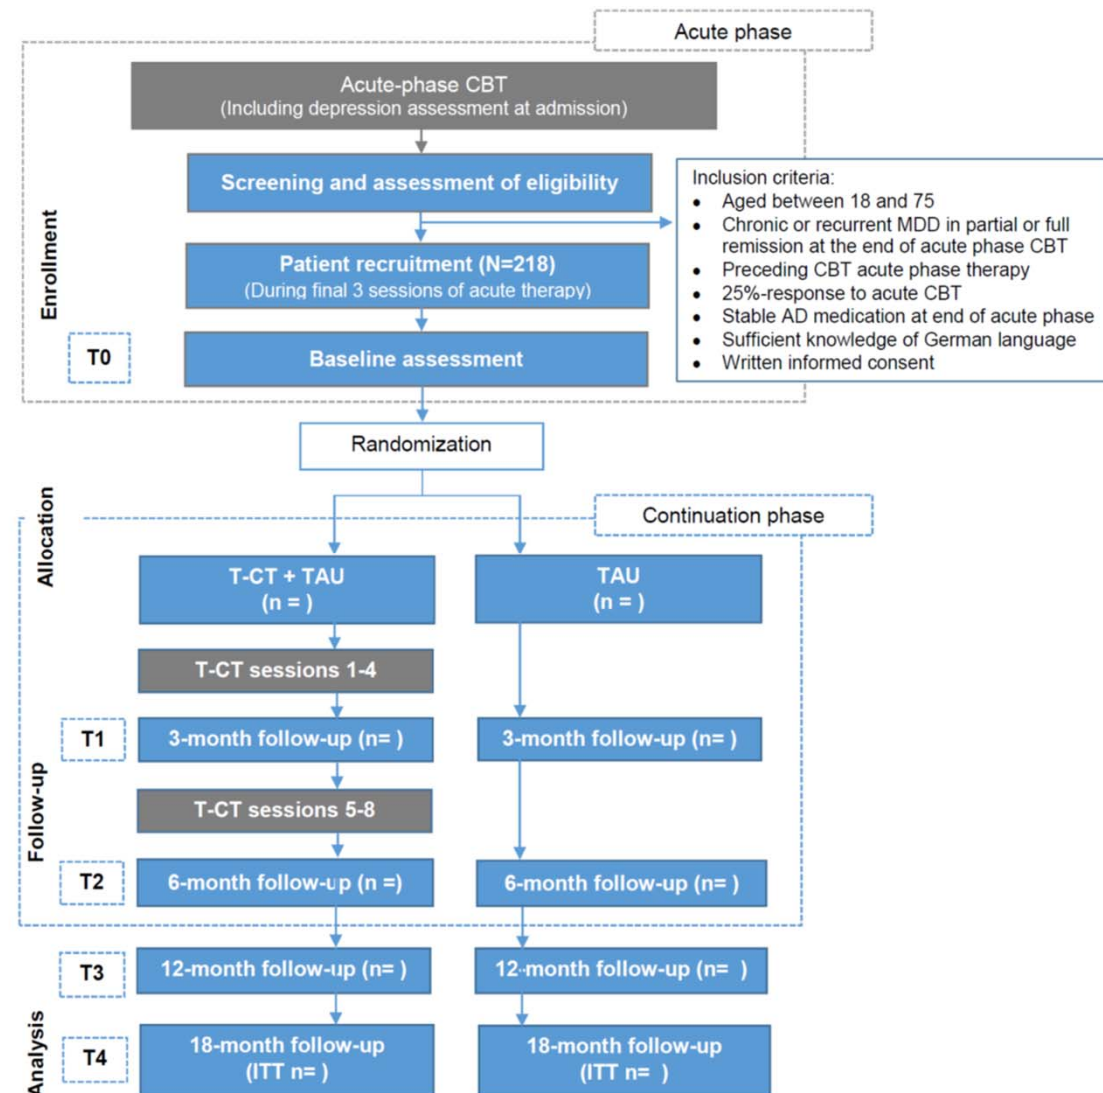 Acute phase
Acute-phase CBT
(Including depression assessment at admission)
Screening and assessment of eligibility
Inclusion criteria:
• Aged between 18 and 75
• Chronic or recurrent MDD in partial or full
remission at the end of acute phase CBT
• Preceding CBT acute phase therapy
• 25%-response to acute CBT
• Stable AD medication at end of acute phase
• Sufficient knowledge of German language
• Written informed consent
Enrollment
Patient recruitment (N=218)
(During final 3 sessions of acute therapy)
T0
Baseline assessment
Randomization
Continuation phase
Allocation
T-CT + TAU
(n = )
TAU
(n = )
T-CT sessions 1-4
Follow-up
T1
3-month follow-up (n= )
3-month follow-up (n= )
T-CT sessions 5-8
T2
6-month follow-up (n =)
6-month follow-up (n= )
T3
12-month follow-up (n= )
12-month follow-up (n=  )
Analysis
T4
18-month follow-up
(ITT n= )
18-month follow-up
(ITT n=  )